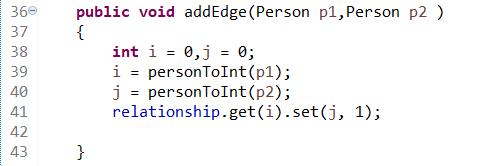 36 public void addEdge(Person p1,Person p2 )
37 {
38 int i = 0,j = 0;
39 i = personToInt(p1);
40 j = personToInt(p2);
41 relationship.get(i).set(j, 1);
42
43 }